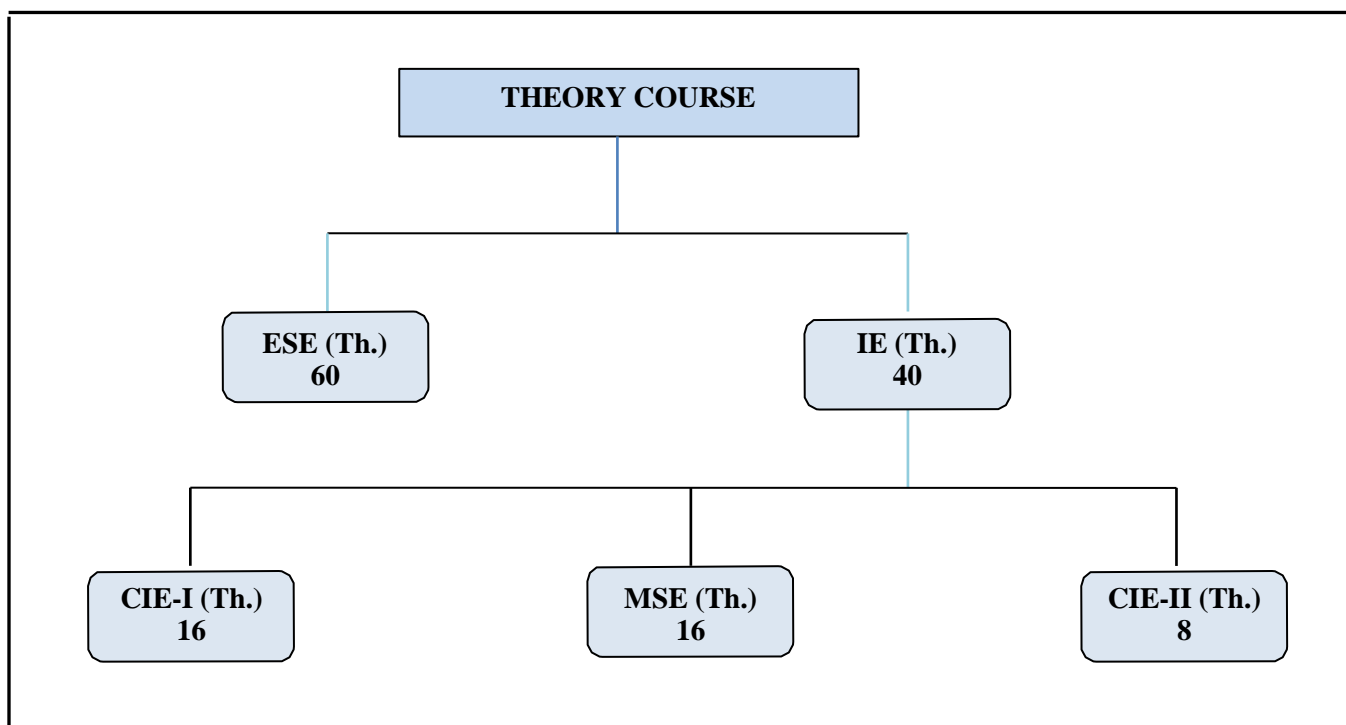 THEORY COURSE
ESE (Th.)
60
IE (Th.)
40
CIE-I (Th.)
16
MSE (Th.)
16
CIE-II (Th.)
8